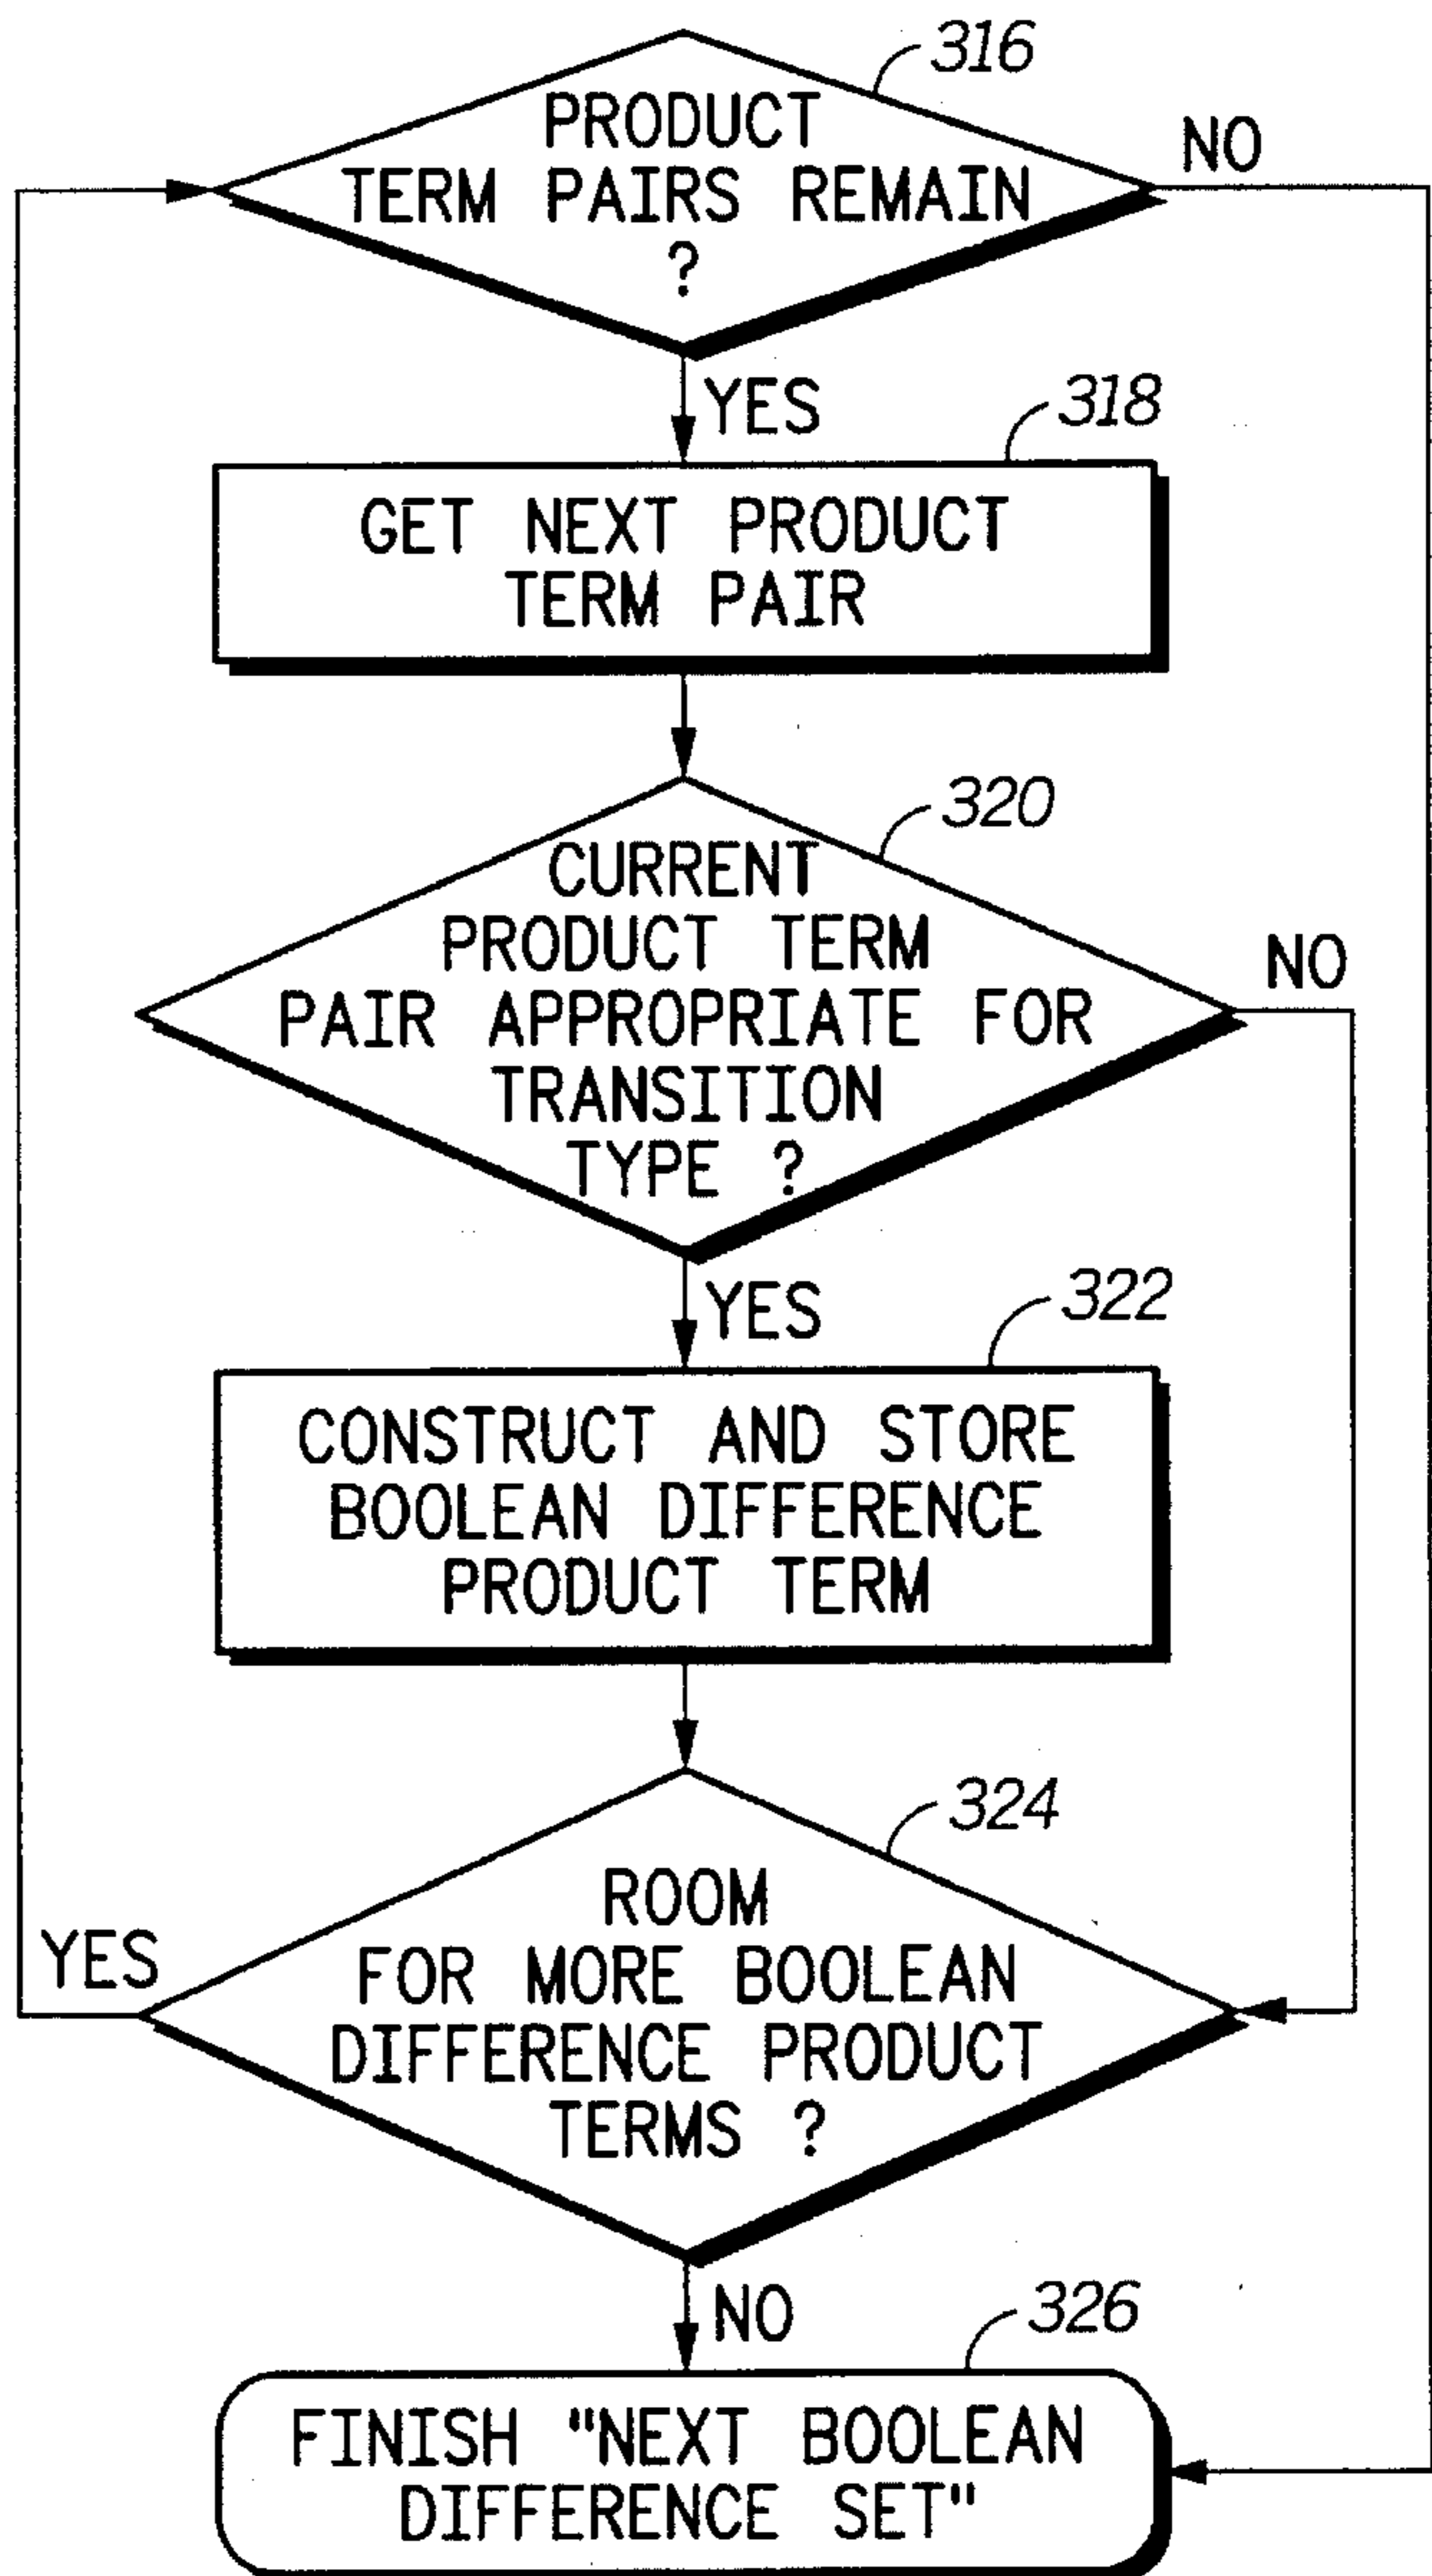 316
PRODUCT
TERM PAIRS REMAIN
?
NO
YES
318
GET NEXT PRODUCT
TERM PAIR
320
CURRENT
PRODUCT TERM
PAIR APPROPRIATE FOR
TRANSITION
TYPE ?
NO
YES
322
CONSTRUCT AND STORE
BOOLEAN DIFFERENCE
PRODUCT TERM
324
ROOM
FOR MORE BOOLEAN
DIFFERENCE PRODUCT
TERMS ?
YES
NO
326
FINISH "NEXT BOOLEAN
DIFFERENCE SET"